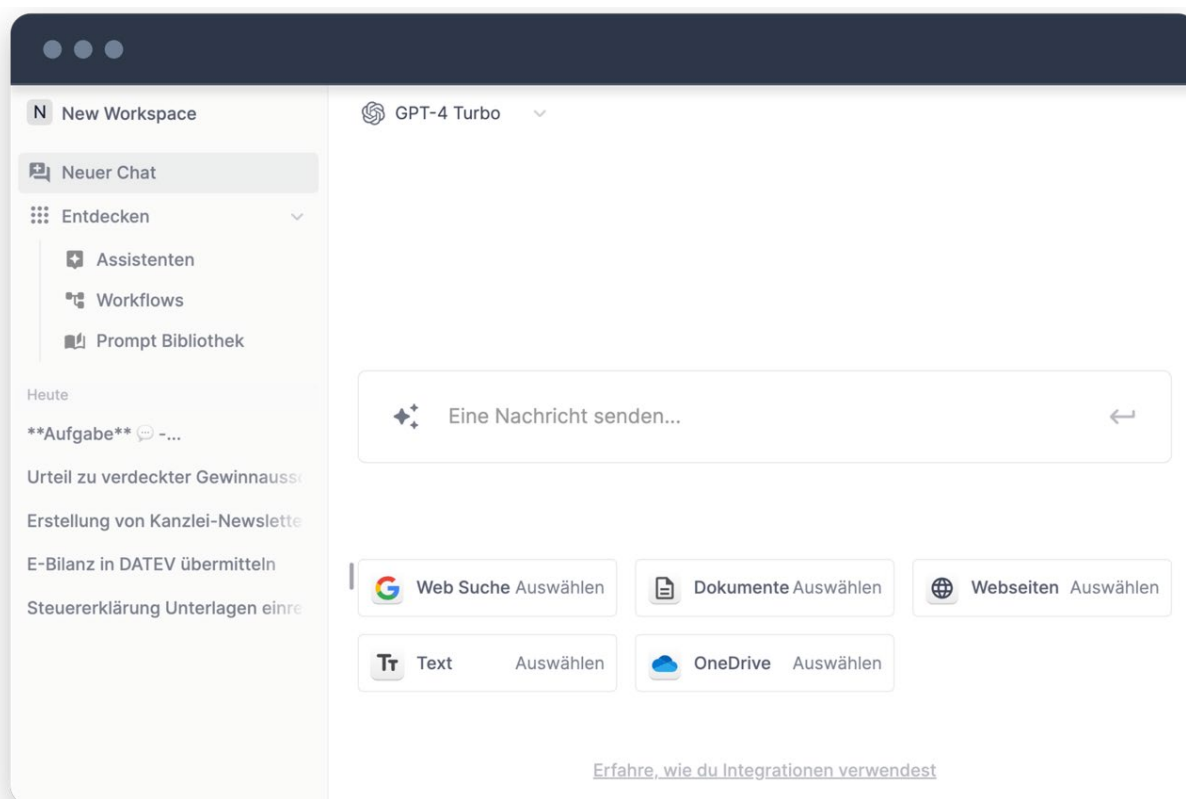 N New Workspace
GPT-4 Turbo
Neuer Chat
Entdecken
Assistenten
Workflows
Prompt Bibliothek
Heute
**Aufgabe** 💬 -...
Urteil zu verdeckter Gewinnaussc
Erstellung von Kanzlei-Newslette
E-Bilanz in DATEV übermitteln
Steuererklärung Unterlagen einre
Eine Nachricht senden...
Web Suche Auswählen
Dokumente Auswählen
Webseiten Auswählen
Text Auswählen
OneDrive Auswählen
Erfahre, wie du Integrationen verwendest